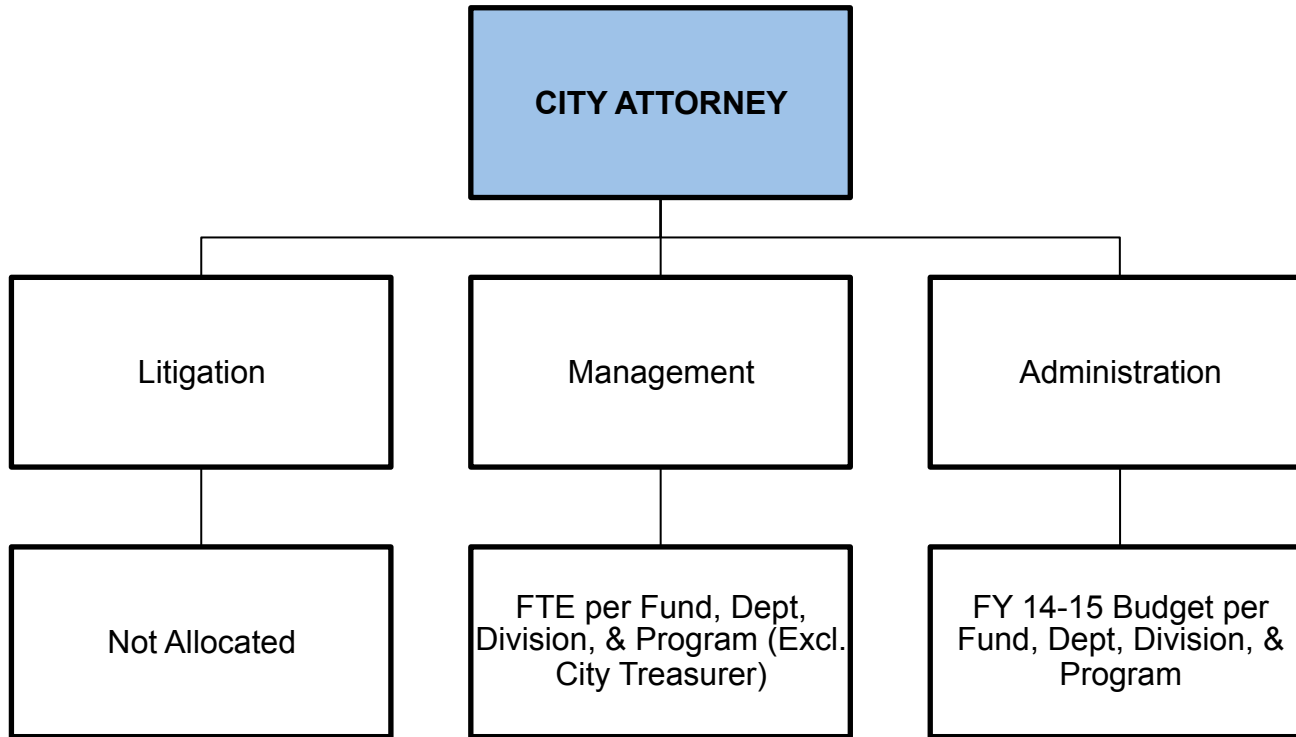 CITY ATTORNEY
Litigation
Management
Administration
Not Allocated
FTE per Fund, Dept,
Division, & Program (Excl.
City Treasurer)
FY 14-15 Budget per
Fund, Dept, Division, &
Program